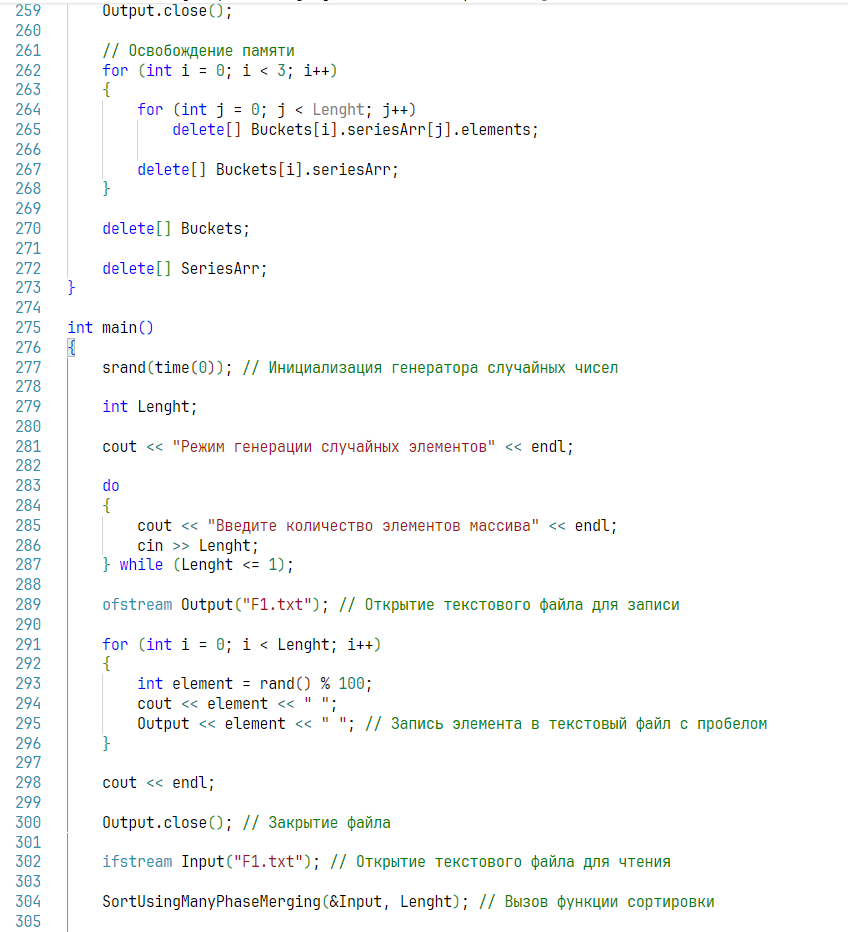 259 Output.close();
260
261 // Освобождение памяти
262 for (int i = 0; i < 3; i++)
263 {
264 for (int j = 0; j < Lenght; j++)
265 delete[] Buckets[i].seriesArr[j].elements;
266
267 delete[] Buckets[i].seriesArr;
268 }
269
270 delete[] Buckets;
271
272 delete[] SeriesArr;
273 }
274
275 int main()
276 {
277 srand(time(0)); // Инициализация генератора случайных чисел
278
279 int Lenght;
280
281 cout << "Режим генерации случайных элементов" << endl;
282
283 do
284 {
285 cout << "Введите количество элементов массива" << endl;
286 cin >> Lenght;
287 } while (Lenght <= 1);
288
289 ofstream Output("F1.txt"); // Открытие текстового файла для записи
290
291 for (int i = 0; i < Lenght; i++)
292 {
293 int element = rand() % 100;
294 cout << element << " ";
295 Output << element << " "; // Запись элемента в текстовый файл с пробелом
296 }
297
298 cout << endl;
299
300 Output.close(); // Закрытие файла
301
302 ifstream Input("F1.txt"); // Открытие текстового файла для чтения
303
304 SortUsingManyPhaseMerging(&Input, Lenght); // Вызов функции сортировки
305